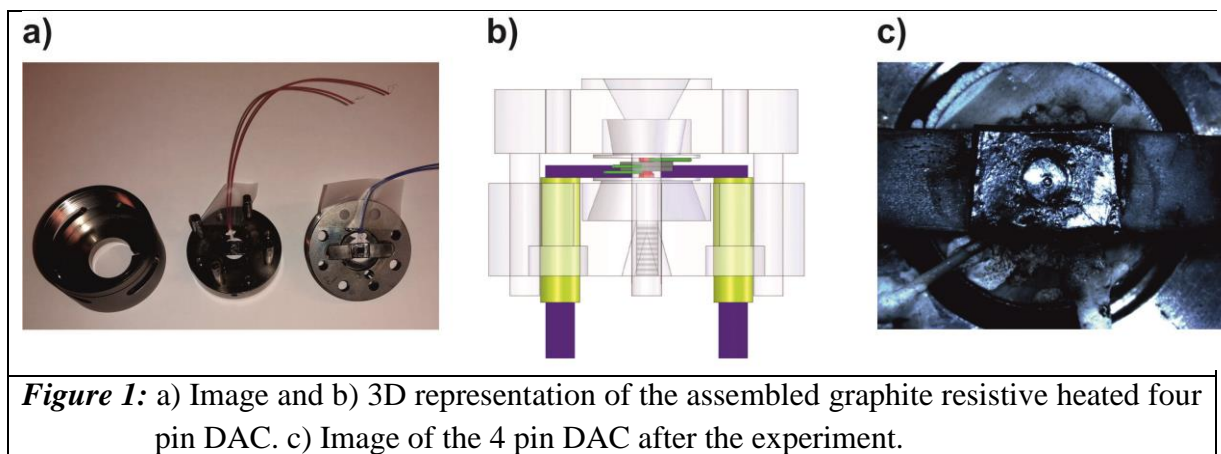 a)
b)
c)
Figure 1: a) Image and b) 3D representation of the assembled graphite resistive heated four
pin DAC. c) Image of the 4 pin DAC after the experiment.